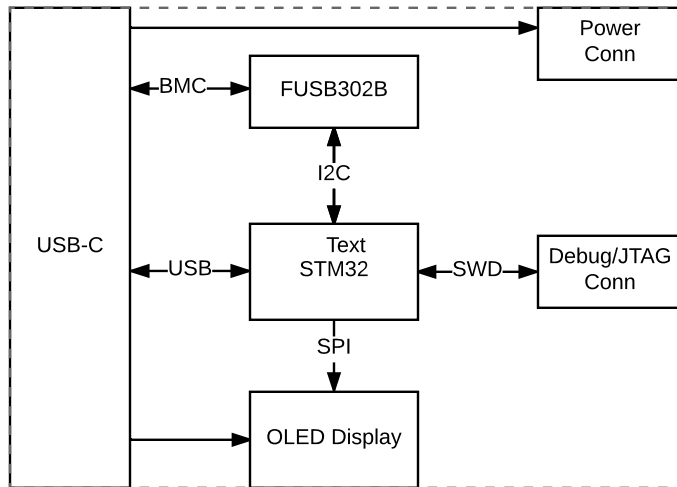 Power
Conn
BMC
FUSB302B
I2C
USB-C
USB
Text
STM32
SWD
Debug/JTAG
Conn
SPI
OLED Display